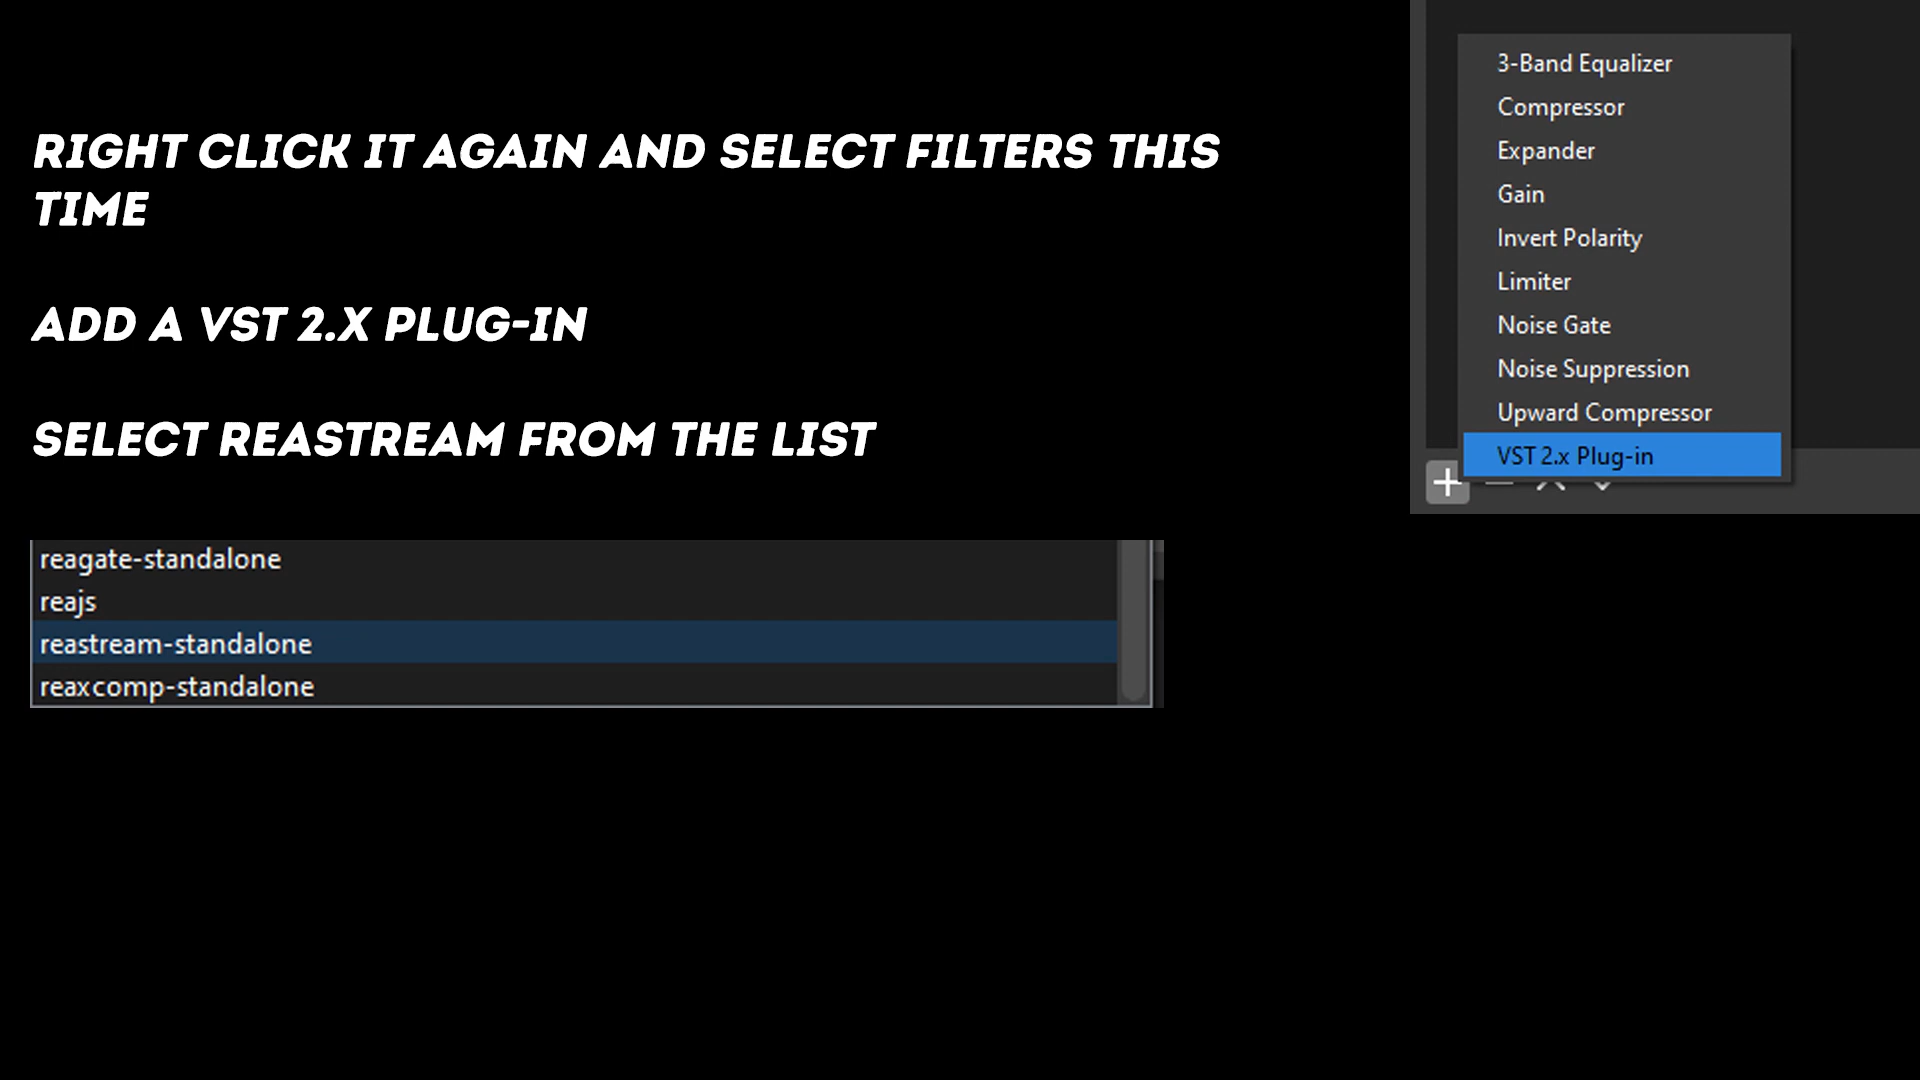 RIGHT CLICK IT AGAIN AND SELECT FILTERS THIS
TIME
ADD A VST 2.X PLUG-IN
SELECT REASTREAM FROM THE LIST
reagate-standalone
reajs
reastream-standalone
reaxcomp-standalone
3-Band Equalizer
Compressor
Expander
Gain
Invert Polarity
Limiter
Noise Gate
Noise Suppression
Upward Compressor
VST 2.x Plug-in